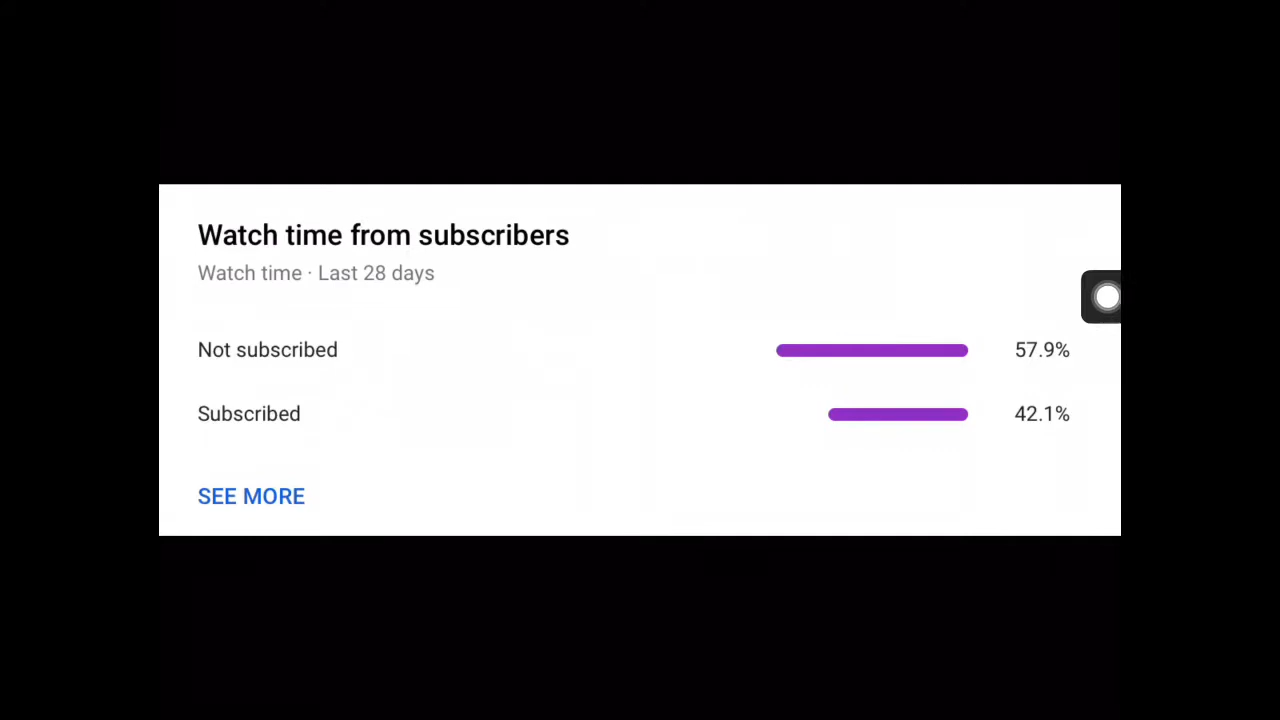 Watch time from subscribers
Watch time · Last 28 days
Not subscribed 57.9%
Subscribed 42.1%
SEE MORE